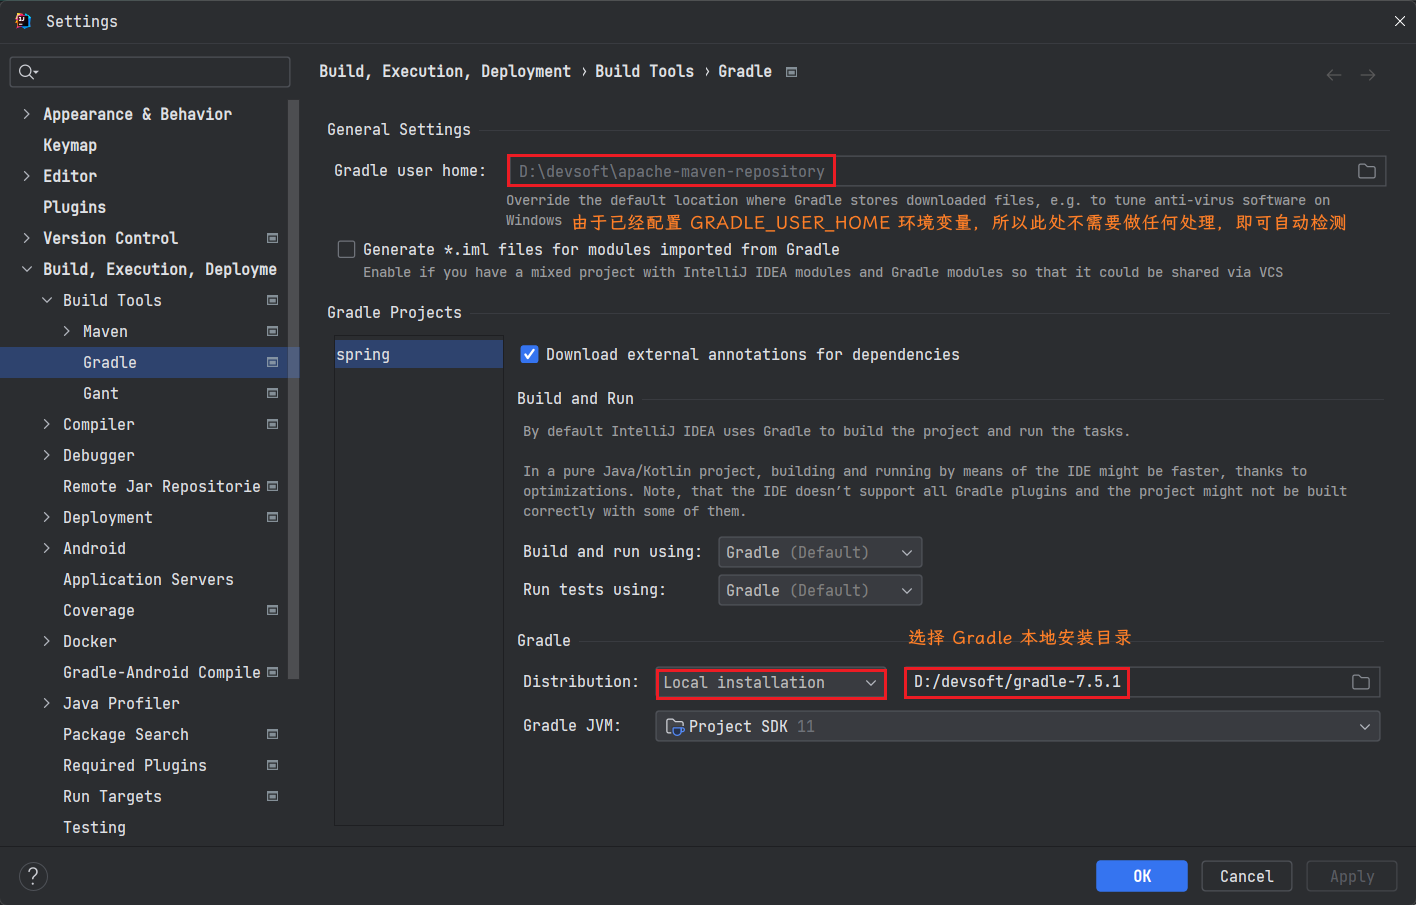 Settings
Build, Execution, Deployment › Build Tools › Gradle
Appearance & Behavior
Keymap
Editor
Plugins
Version Control
Build, Execution, Deployme
Build Tools
Maven
Gradle
Gant
Compiler
Debugger
Remote Jar Repositorie
Deployment
Android
Application Servers
Coverage
Docker
Gradle-Android Compile
Java Profiler
Package Search
Required Plugins
Run Targets
Testing
General Settings
Gradle user home: D:\devsoft\apache-maven-repository
Override the default location where Gradle stores downloaded files, e.g. to tune anti-virus software on
Windows 由于已经配置 GRADLE_USER_HOME 环境变量，所以此处不需要做任何处理，即可自动检测
Generate *.iml files for modules imported from Gradle
Enable if you have a mixed project with IntelliJ IDEA modules and Gradle modules so that it could be shared via VCS
Gradle Projects
spring
Download external annotations for dependencies
Build and Run
By default IntelliJ IDEA uses Gradle to build the project and run the tasks.
In a pure Java/Kotlin project, building and running by means of the IDE might be faster, thanks to
optimizations. Note, that the IDE doesn’t support all Gradle plugins and the project might not be built
correctly with some of them.
Build and run using: Gradle (Default)
Run tests using: Gradle (Default)
Gradle 选择 Gradle 本地安装目录
Distribution: Local installation D:/devsoft/gradle-7.5.1
Gradle JVM: Project SDK 11
? OK Cancel Apply